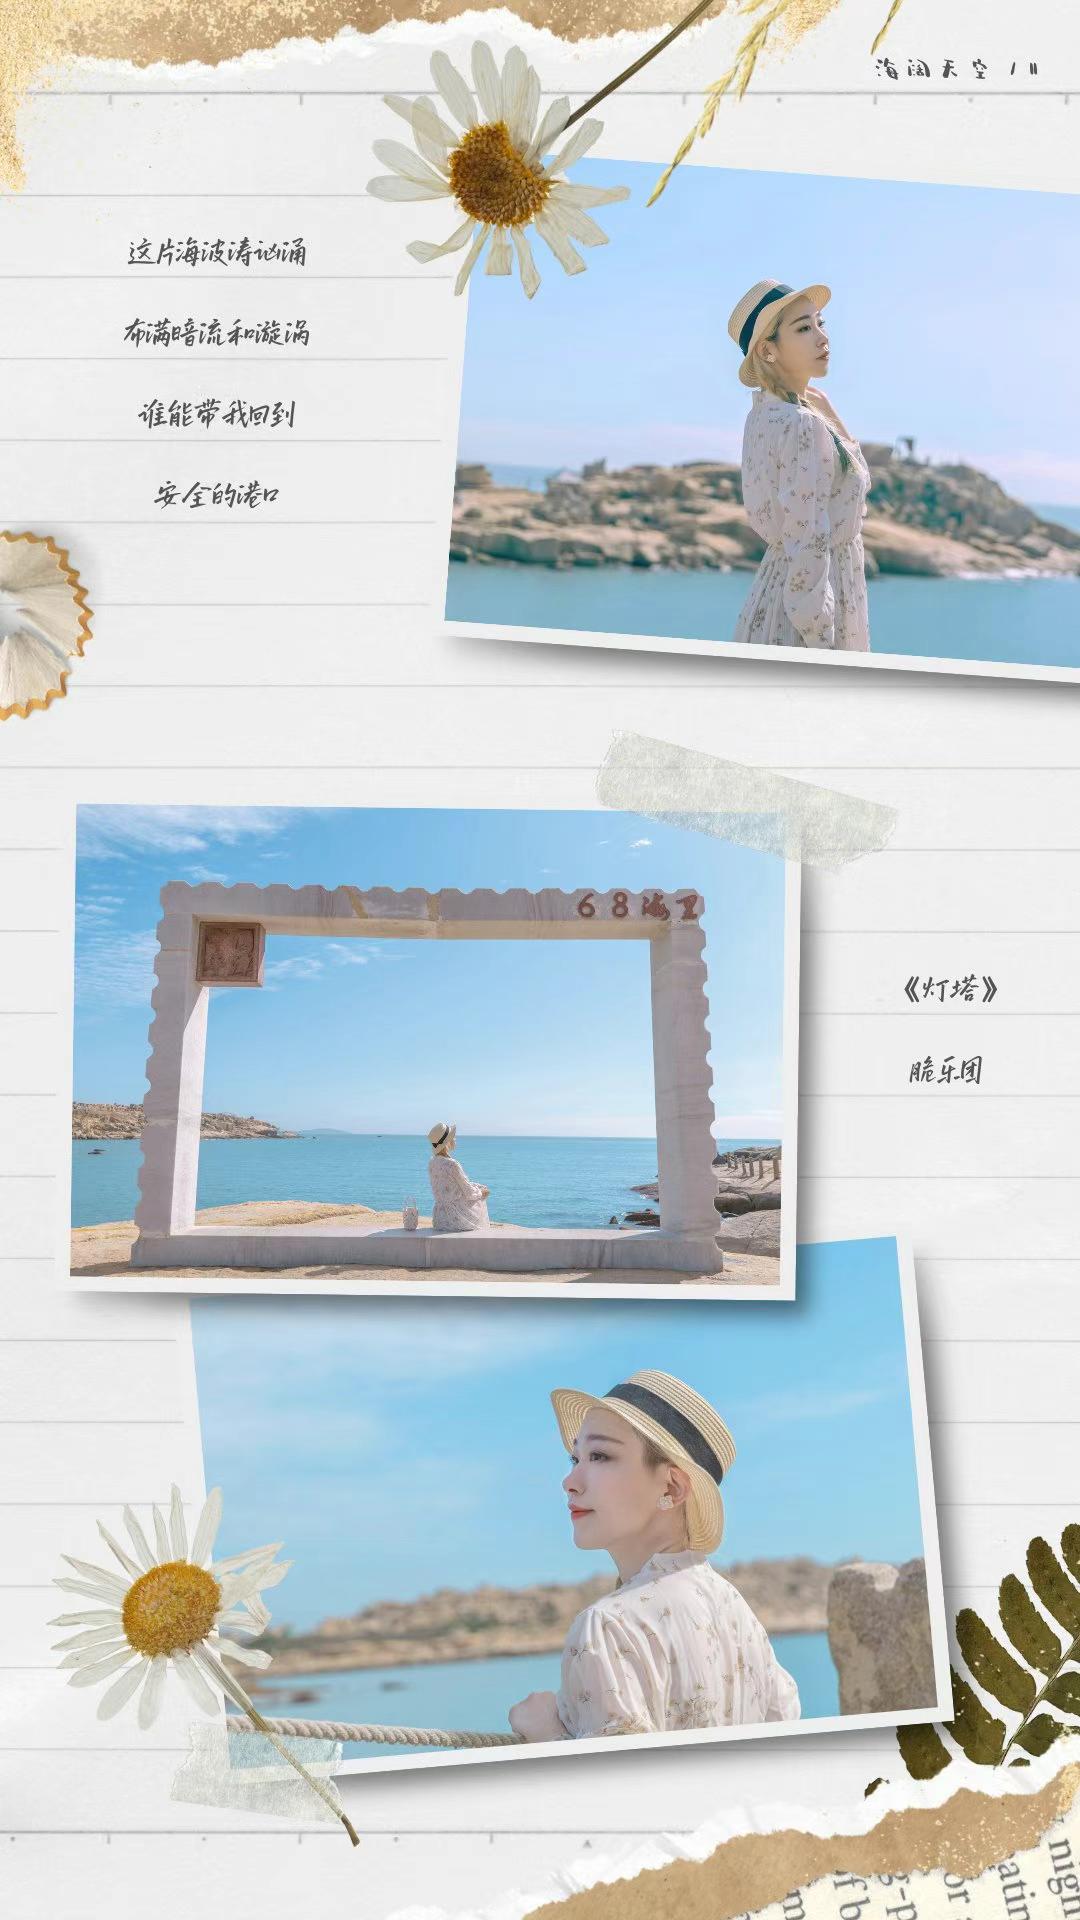 海阔天空 / 11
这片海波涛汹涌
布满暗流和漩涡
谁能带我回到
安全的港口
68海里
《灯塔》
脆乐团